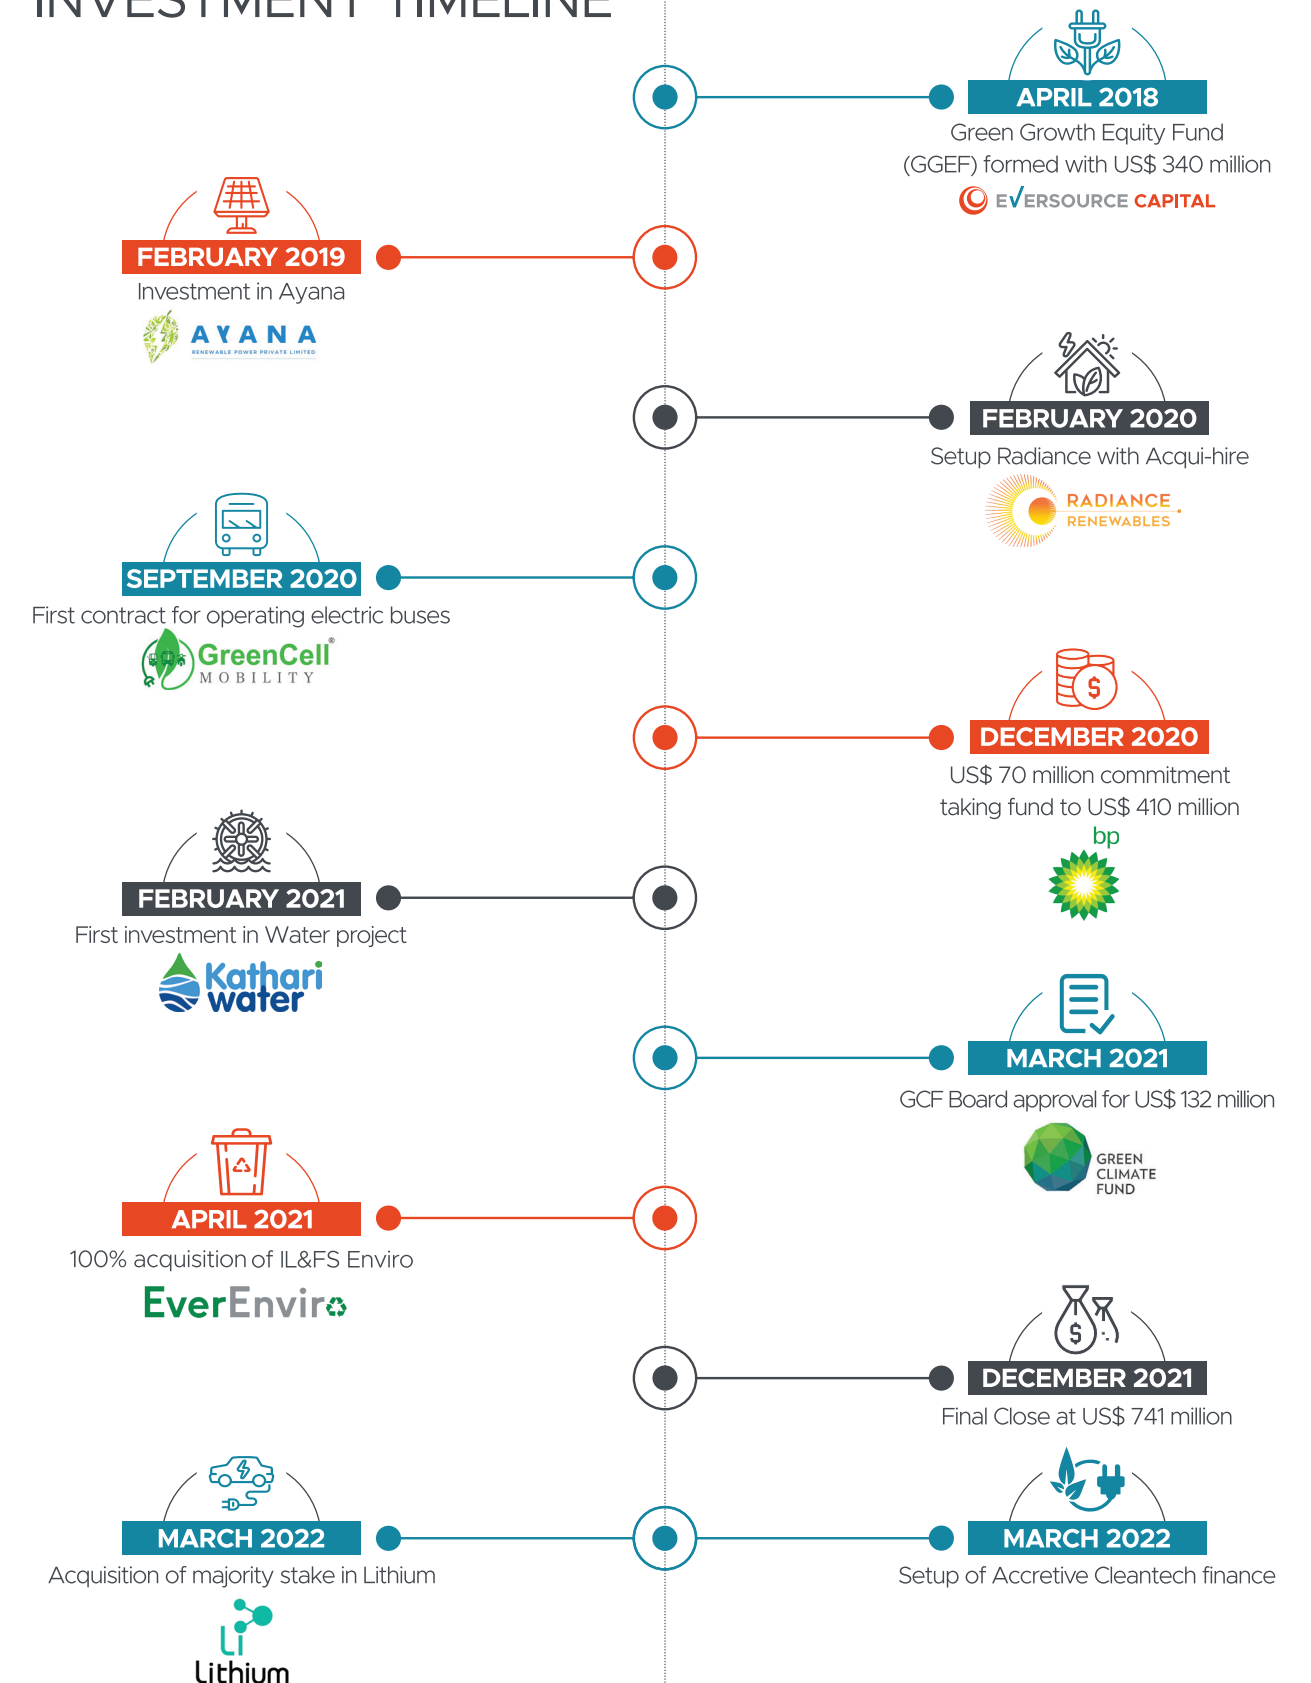 INVESTMENT TIMELINE
APRIL 2018
Green Growth Equity Fund
(GGEF) formed with US$ 340 million
EVERSOURCE CAPITAL
FEBRUARY 2019
Investment in Ayana
AYANA
RENEWABLE POWER PRIVATE LIMITED
FEBRUARY 2020
Setup Radiance with Acqui-hire
RADIANCE
RENEWABLES
SEPTEMBER 2020
First contract for operating electric buses
GreenCell®
MOBILITY
$
DECEMBER 2020
US$ 70 million commitment
taking fund to US$ 410 million
bp
FEBRUARY 2021
First investment in Water project
Kathari
water
MARCH 2021
GCF Board approval for US$ 132 million
GREEN
CLIMATE
FUND
APRIL 2021
100% acquisition of IL&FS Enviro
EverEnviro
$
DECEMBER 2021
Final Close at US$ 741 million
MARCH 2022
Acquisition of majority stake in Lithium
Li
Lithium
MARCH 2022
Setup of Accretive Cleantech finance